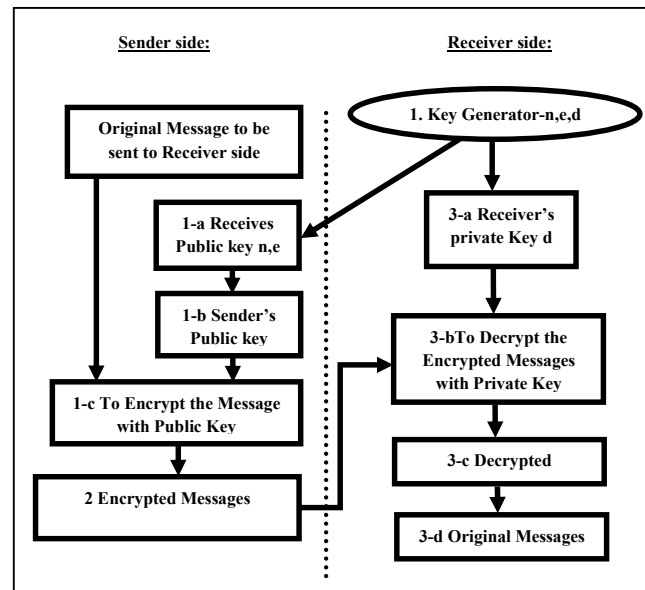 Sender side:
Original Message to be
sent to Receiver side
1-a Receives
Public key n,e
1-b Sender's
Public key
1-c To Encrypt the Message
with Public Key
2 Encrypted Messages
Receiver side:
1. Key Generator-n,e,d
3-a Receiver's
private Key d
3-bTo Decrypt the
Encrypted Messages
with Private Key
3-c Decrypted
3-d Original Messages